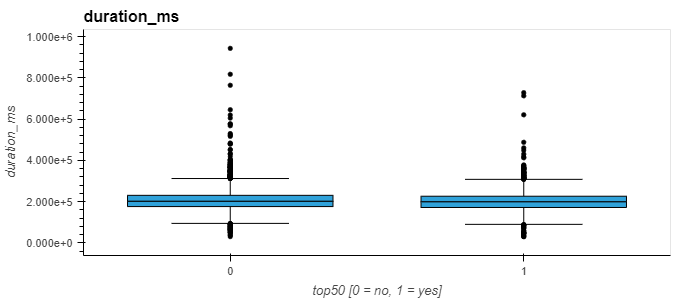 duration_ms
1.000e+6
8.000e+5
6.000e+5
4.000e+5
2.000e+5
0.000e+0
duration_ms
0
1
top50 [0 = no, 1 = yes]